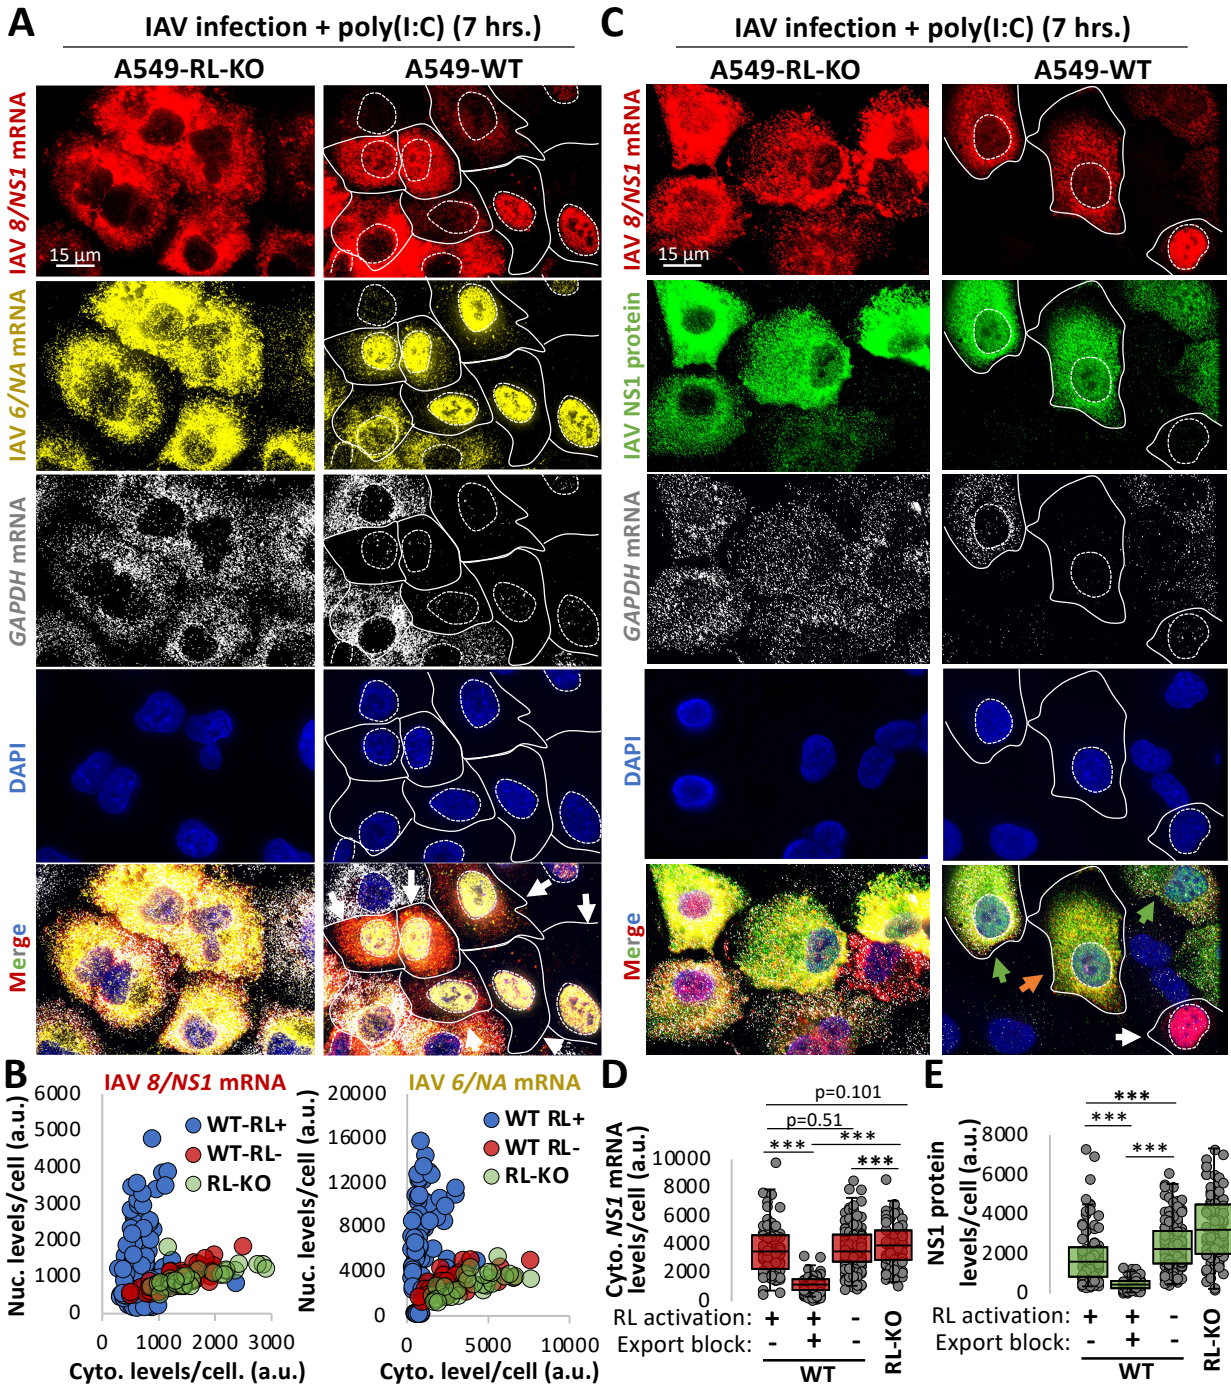 A
IAV infection + poly(I:C) (7 hrs.)
A549-RL-KO
A549-WT
IAV 8/NS1 mRNA
15 µm
IAV 6/NA mRNA
GAPDH mRNA
DAPI
Merge
C
IAV infection + poly(I:C) (7 hrs.)
A549-RL-KO
A549-WT
IAV 8/NS1 mRNA
15 µm
IAV NS1 protein
GAPDH mRNA
DAPI
Merge
B
IAV 8/NS1 mRNA
Nuc. levels/cell (a.u.)
6000
5000
4000
3000
2000
1000
0
WT-RL+
WT-RL-
RL-KO
0 1000 2000 3000
Cyto. levels/cell. (a.u.)
IAV 6/NA mRNA
Nuc. levels/cell (a.u.)
20000
16000
12000
8000
4000
0
WT RL+
WT RL-
RL-KO
0 5000 10000
Cyto. level/cell (a.u.)
D
Cyto. NS1 mRNA
levels/cell (a.u.)
p=0.101
p=0.51
*** ***
***
10000
8000
6000
4000
2000
0
RL activation: + + -
Export block: - + -
WT
RL-KO
E
NS1 protein
levels/cell (a.u.)
***
***
***
8000
6000
4000
2000
0
RL activation: + + -
Export block: - + -
WT
RL-KO